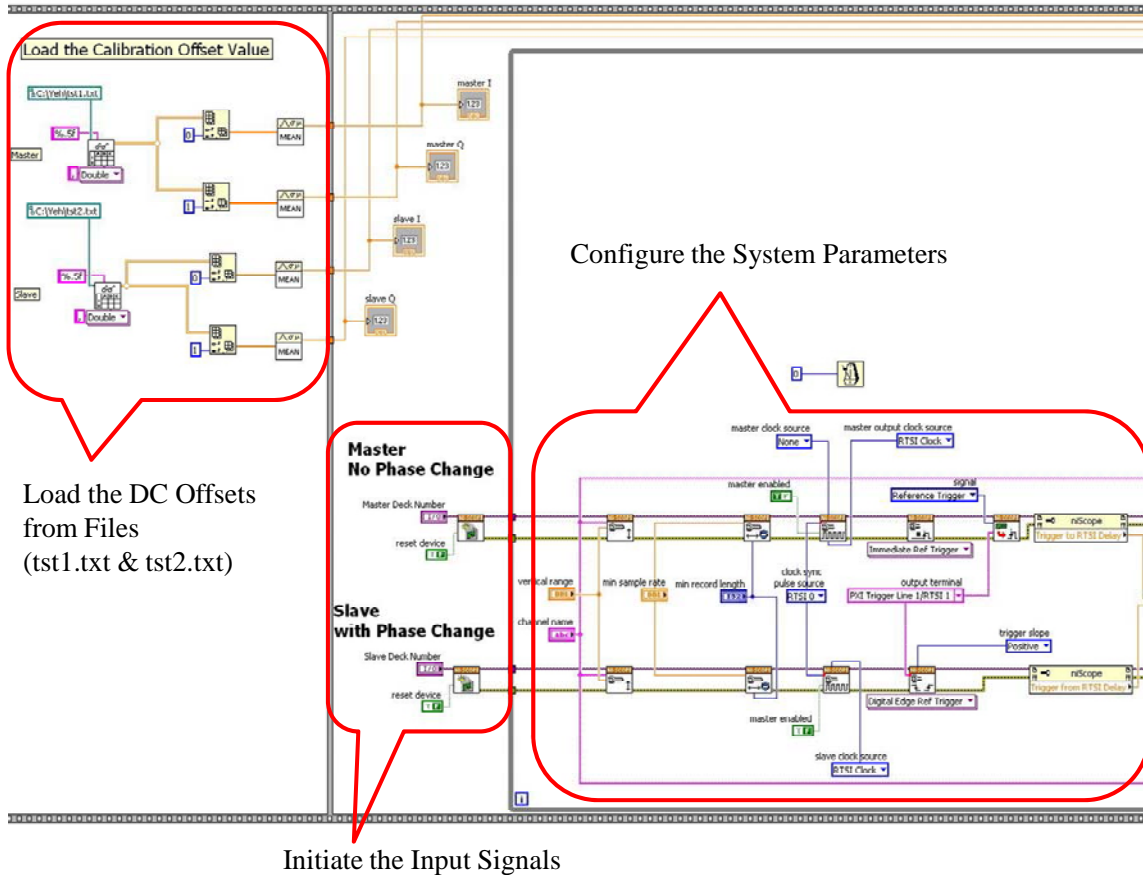 Load the Calibration Offset Value
C:\Yeh\tst1.txt
%.5f
Master
,
Double
0
1
MEAN
MEAN
C:\Yeh\tst2.txt
%.5f
Slave
,
Double
0
1
MEAN
MEAN
master I
123
master Q
123
slave I
123
slave Q
123
Load the DC Offsets
from Files
(tst1.txt & tst2.txt)
Configure the System Parameters
0
Master
No Phase Change
Master Deck Number
I/O
reset device
master clock source
None
master output clock source
RTSI Clock
master enabled
signal
Reference Trigger
Immediate Ref Trigger
niScope
Trigger to RTSI Delay
vertical range
min sample rate
min record length
clock sync
pulse source
RTSI 0
output terminal
PXI Trigger Line 1/RTSI 1
channel name
abc
Slave
with Phase Change
Slave Deck Number
I/O
reset device
trigger slope
Positive
niScope
Trigger from RTSI Delay
Digital Edge Ref Trigger
master enabled
slave clock source
RTSI Clock
i
Initiate the Input Signals